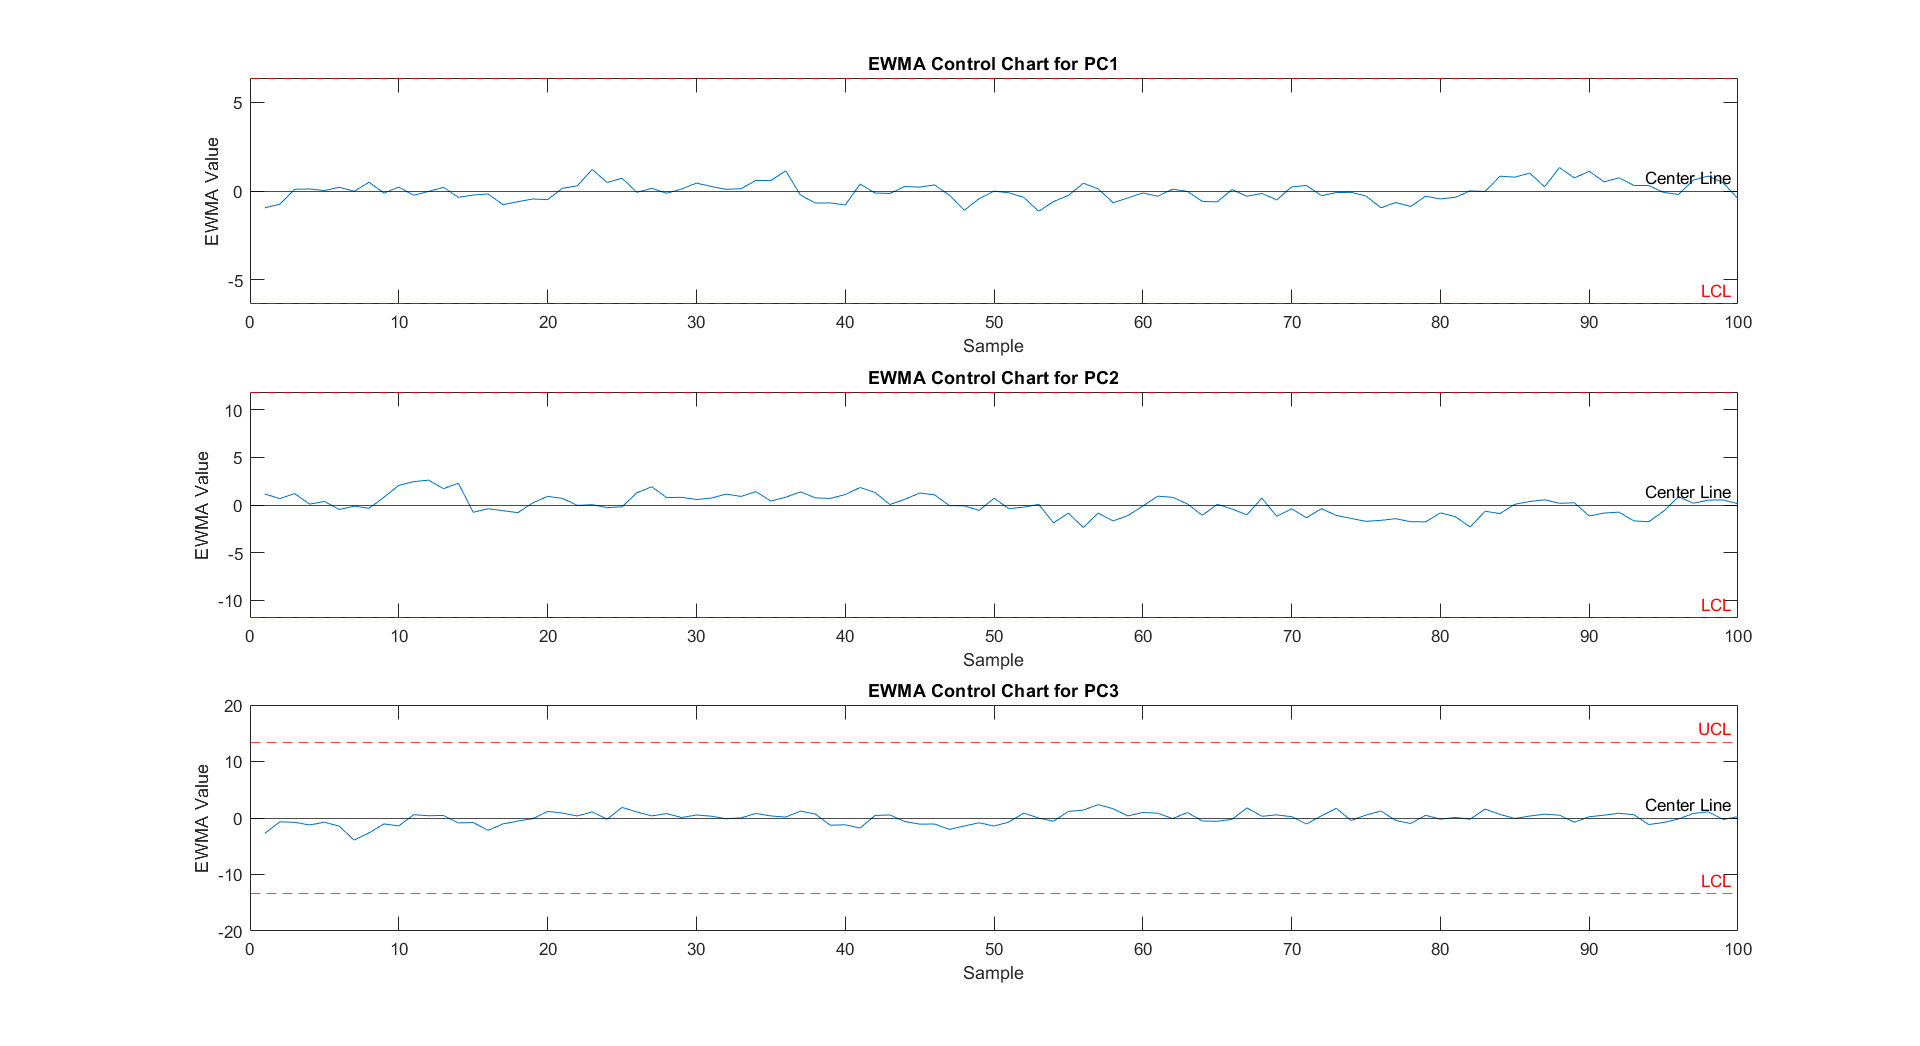 EWMA Control Chart for PC1
5
0
-5
EWMA Value
Center Line
LCL
0 10 20 30 40 50 60 70 80 90 100
Sample
EWMA Control Chart for PC2
10
5
0
-5
-10
EWMA Value
Center Line
LCL
0 10 20 30 40 50 60 70 80 90 100
Sample
EWMA Control Chart for PC3
20
10
0
-10
-20
EWMA Value
UCL
Center Line
LCL
0 10 20 30 40 50 60 70 80 90 100
Sample